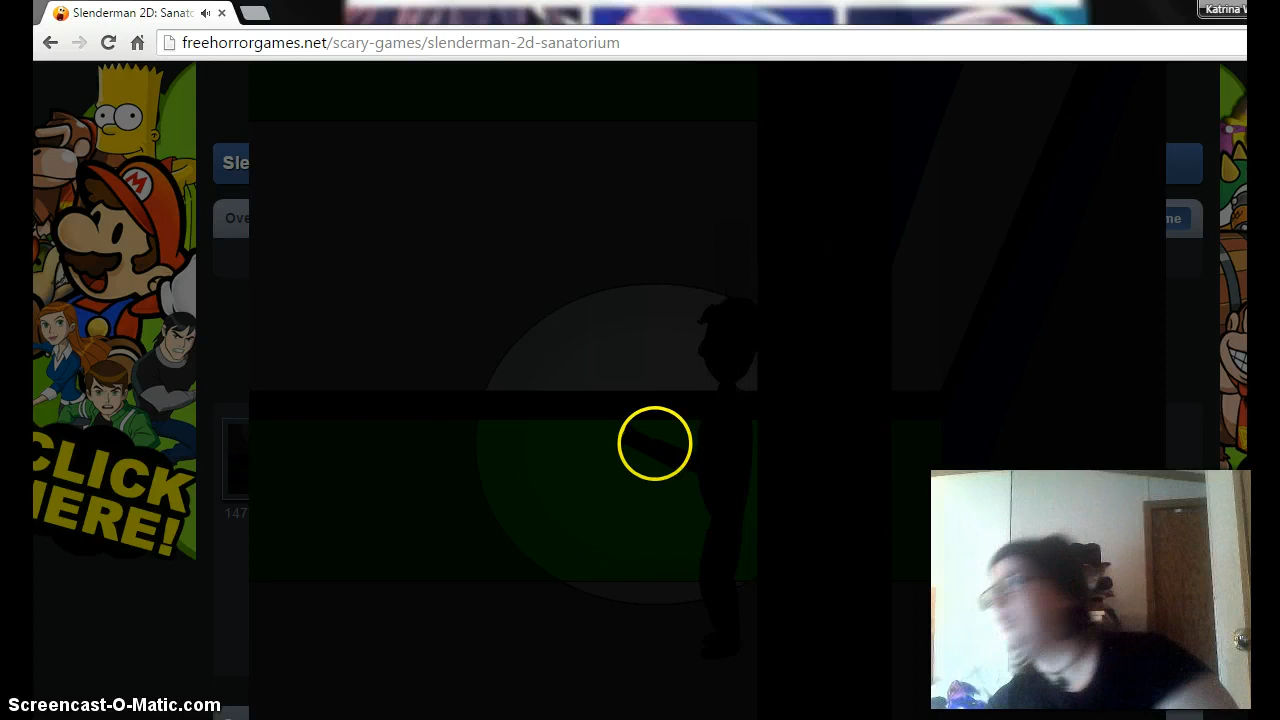 Slenderman 2D: Sanato
Katrina W
freehorrorgames.net/scary-games/slenderman-2d-sanatorium
Sle
Ove
me
M
CLICK
HERE!
147
Screencast-O-Matic.com